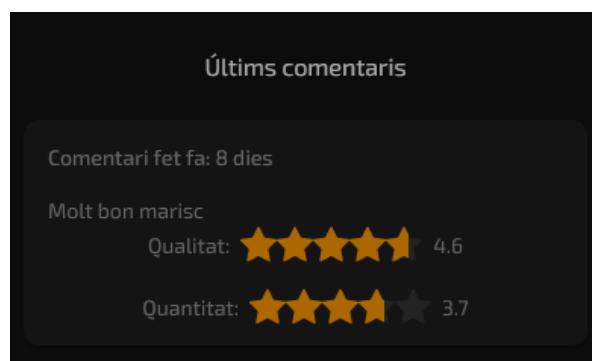 Últims comentaris
Comentari fet fa: 8 dies
Molt bon marisc
Qualitat: 4.6
Quantitat: 3.7